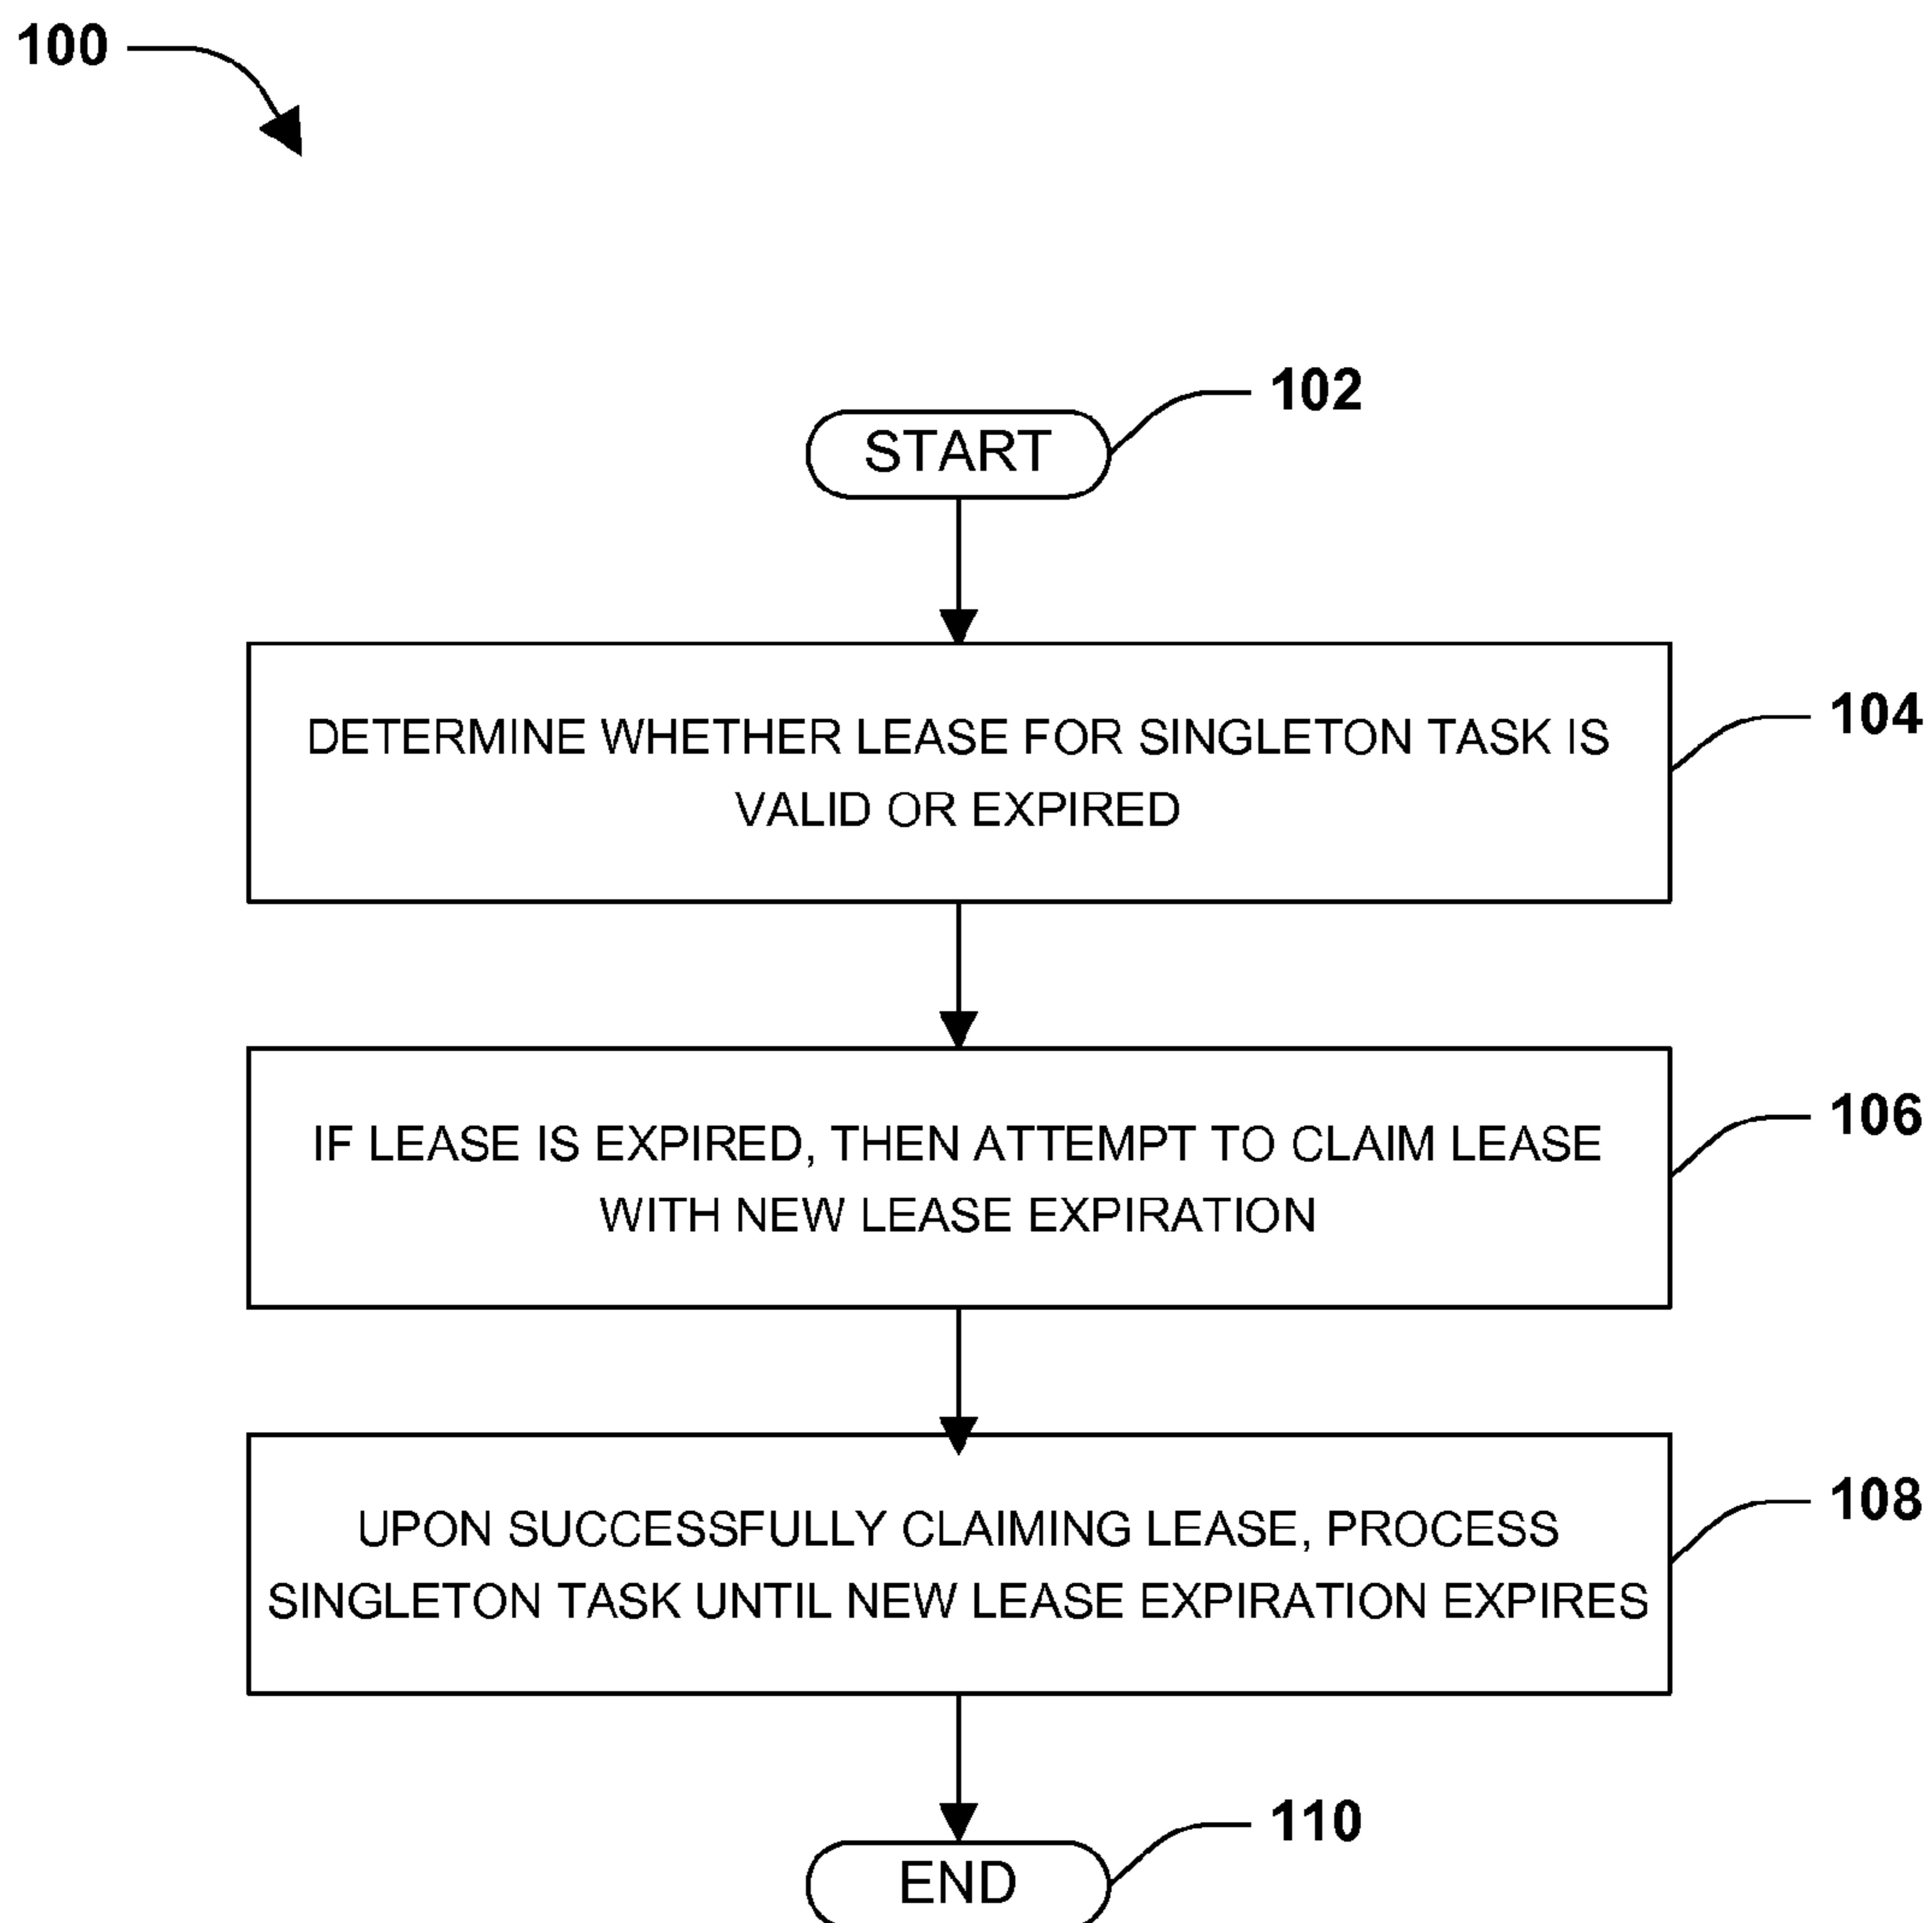 100
102
START
104
DETERMINE WHETHER LEASE FOR SINGLETON TASK IS
VALID OR EXPIRED
106
IF LEASE IS EXPIRED, THEN ATTEMPT TO CLAIM LEASE
WITH NEW LEASE EXPIRATION
108
UPON SUCCESSFULLY CLAIMING LEASE, PROCESS
SINGLETON TASK UNTIL NEW LEASE EXPIRATION EXPIRES
110
END